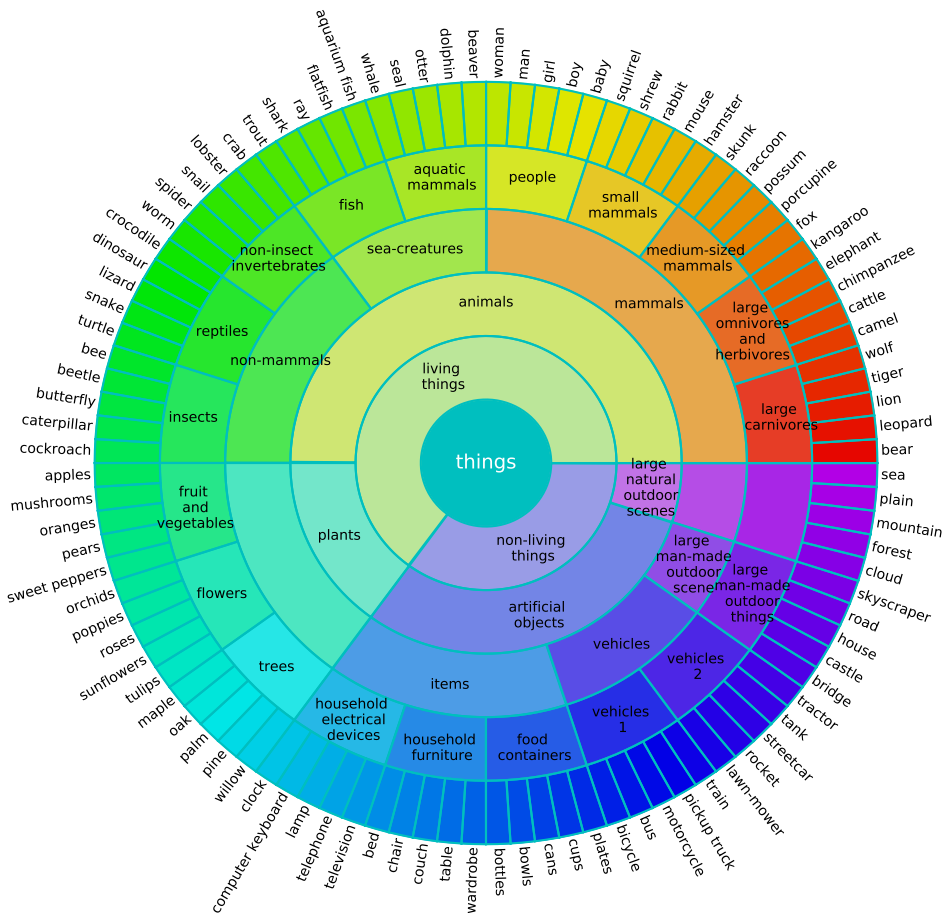 things
living
things
non-living
things
animals
plants
artificial
objects
large
natural
outdoor
scenes
mammals
sea-creatures
non-mammals
items
vehicles
large
man-made
outdoor
scene
people
small
mammals
medium-sized
mammals
large
omnivores
and
herbivores
large
carnivores
aquatic
mammals
fish
non-insect
invertebrates
reptiles
insects
fruit
and
vegetables
flowers
trees
household
electrical
devices
household
furniture
food
containers
vehicles
1
vehicles
2
large
man-made
outdoor
things
woman
man
girl
boy
baby
squirrel
shrew
rabbit
mouse
hamster
skunk
raccoon
possum
porcupine
fox
kangaroo
elephant
chimpanzee
cattle
camel
wolf
tiger
lion
leopard
bear
sea
plain
mountain
forest
cloud
skyscraper
road
house
castle
bridge
tractor
tank
streetcar
rocket
lawn-mower
train
pickup truck
motorcycle
bus
bicycle
plates
cups
cans
bowls
bottles
wardrobe
table
couch
chair
bed
television
telephone
lamp
computer keyboard
clock
willow
pine
palm
oak
maple
tulips
sunflowers
roses
poppies
orchids
sweet peppers
pears
oranges
mushrooms
apples
cockroach
caterpillar
butterfly
beetle
bee
turtle
snake
lizard
dinosaur
crocodile
worm
spider
snail
lobster
crab
trout
shark
ray
flatfish
aquarium fish
whale
seal
otter
dolphin
beaver